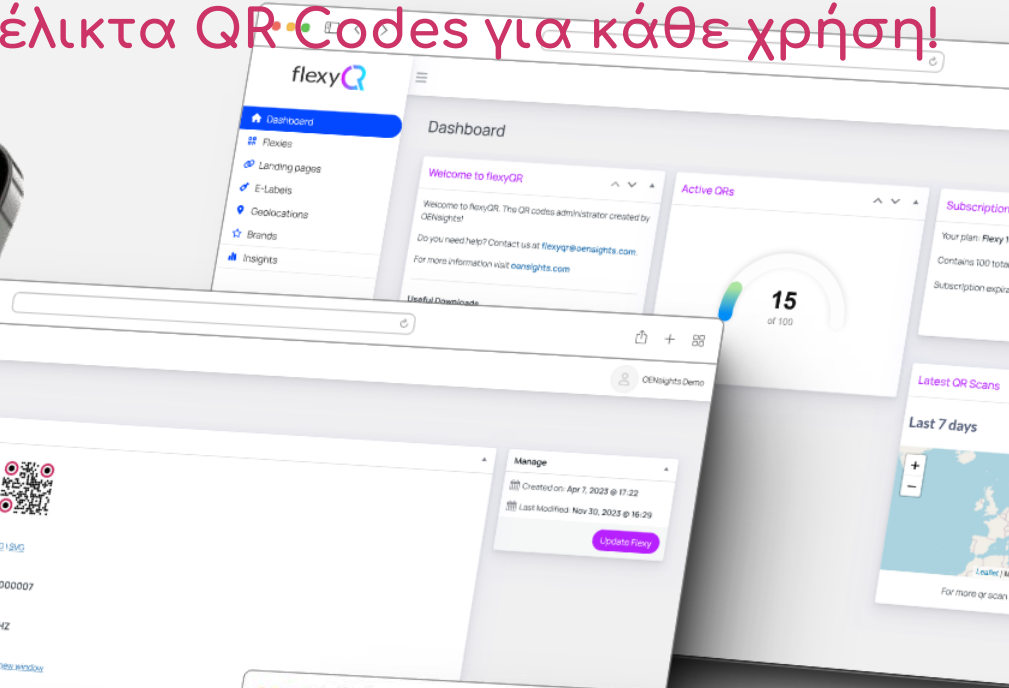 έλικτα QR Codes για κάθε χρήση!
flexyQR
Dashboard
Flexies
Landing pages
E-Labels
Geolocations
Brands
Insights
Dashboard
Welcome to flexyQR
Welcome to flexyQR. The QR codes administrator created by
OENsights!
Do you need help? Contact us at flexyqr@oensights.com.
For more information visit oensights.com
Useful Downloads
Active QRs
15
of 100
Subscription
Your plan: Flexy 1
Contains 100 total
Subscription expira
Latest QR Scans
Last 7 days
+
−
Leaflet | M
For more qr scan
OENsights Demo
Manage
Created on: Apr 7, 2023 @ 17:22
Last Modified: Nov 30, 2023 @ 16:29
Update Flexy
| SVG
000007
HZ
new window